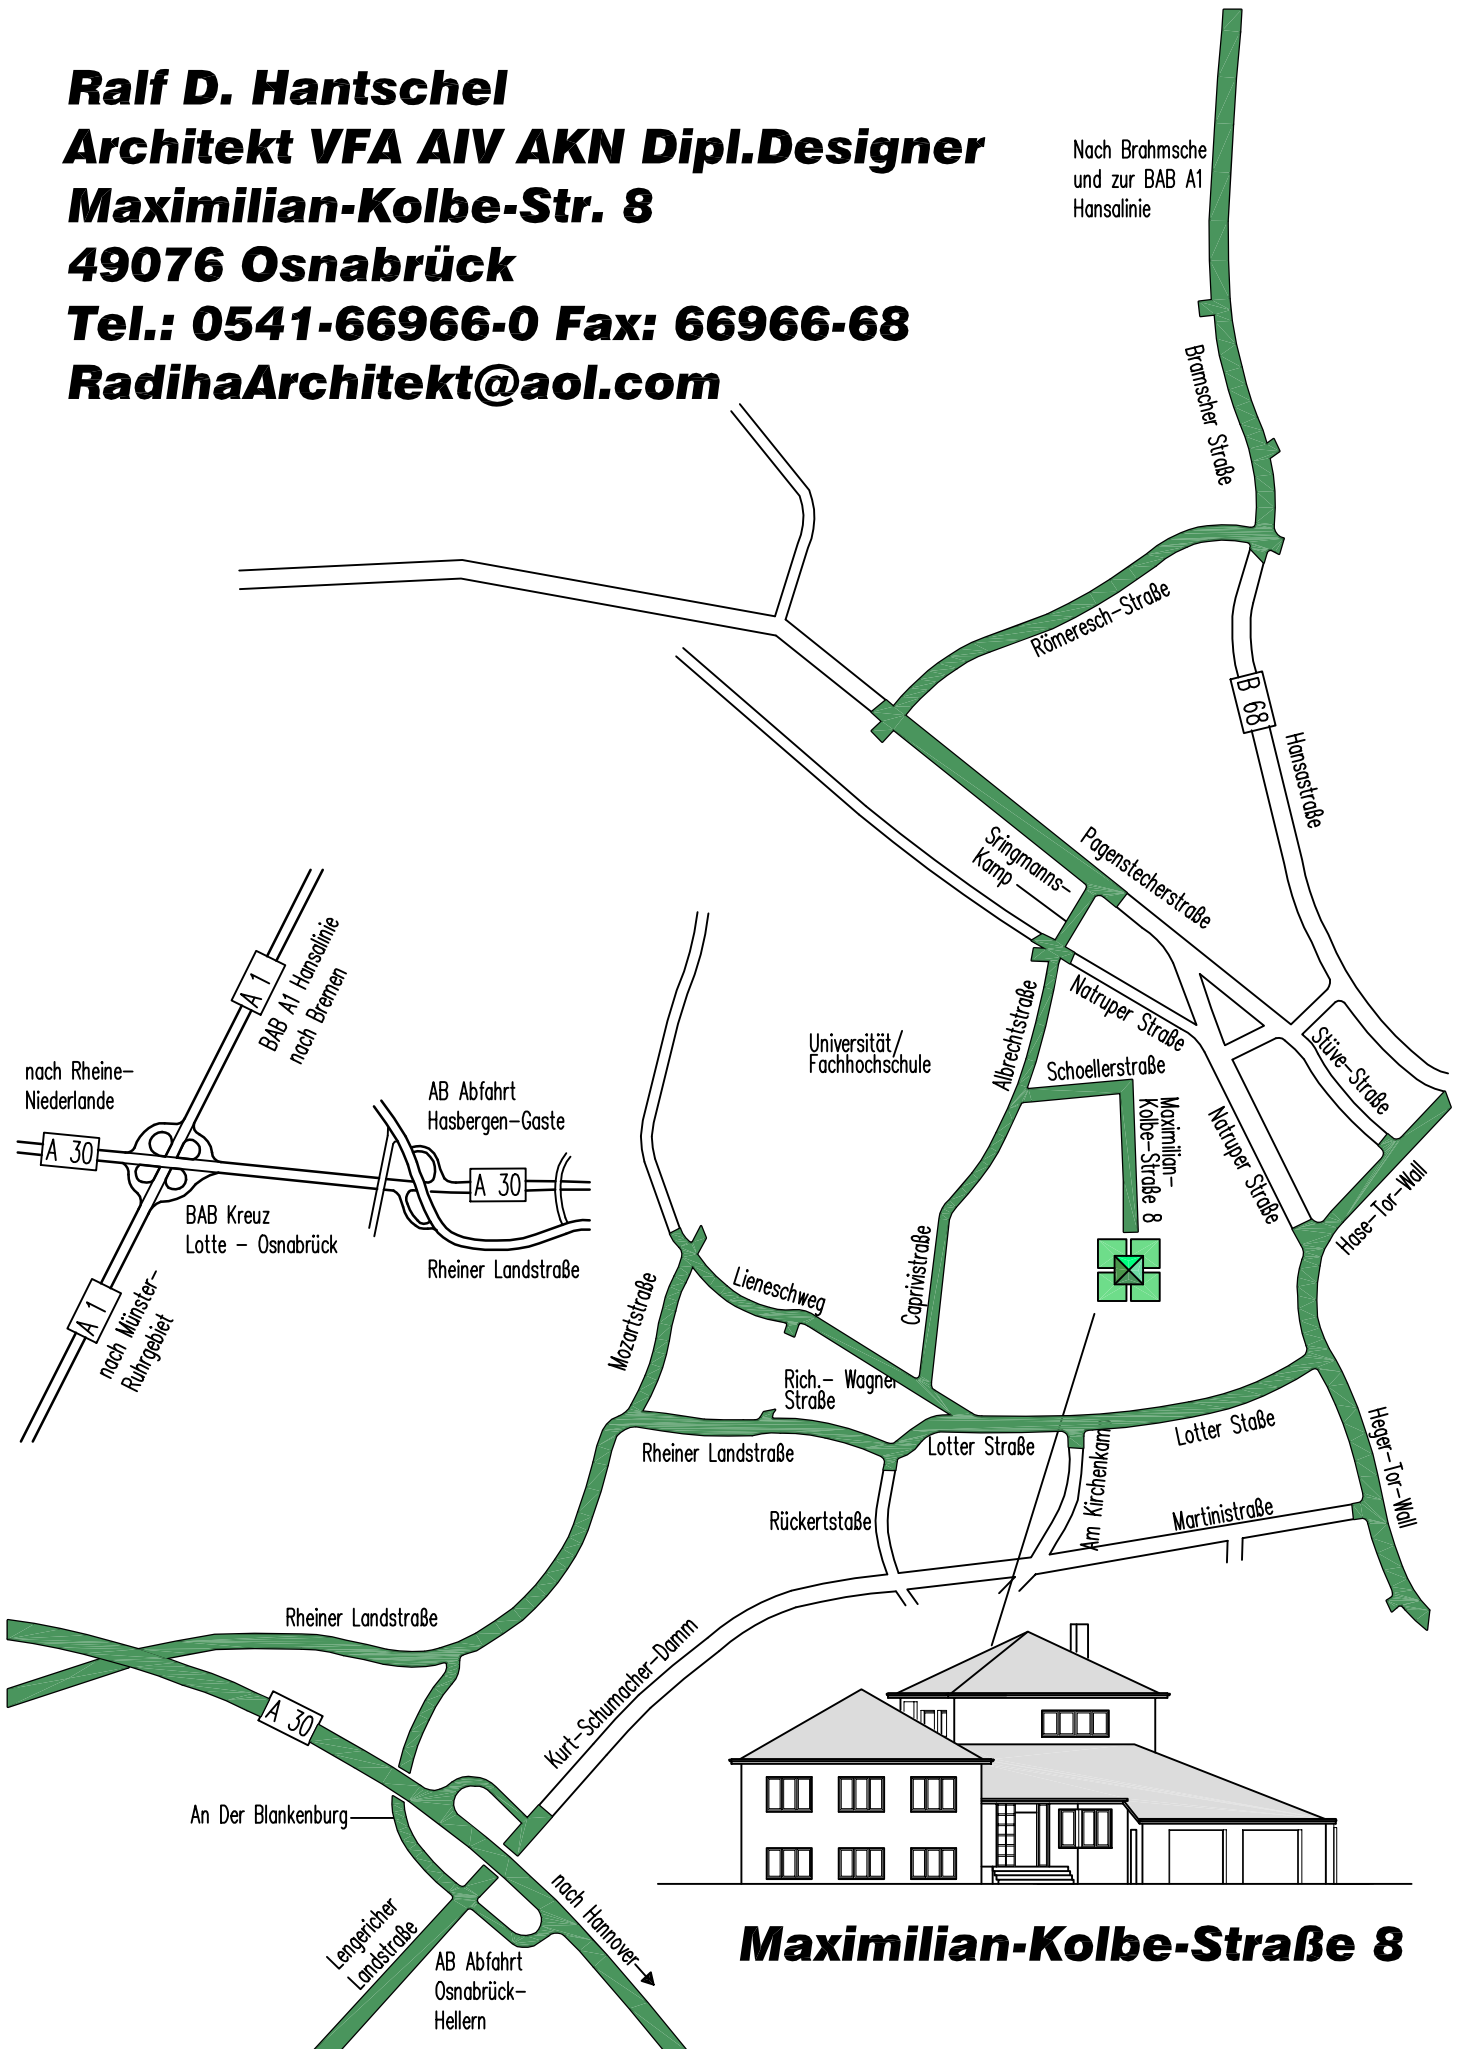 Ralf D. Hantschel
Architekt VFA AIV AKN Dipl.Designer
Maximilian-Kolbe-Str. 8
49076 Osnabrück
Tel.: 0541-66966-0 Fax: 66966-68
RadihaArchitekt@aol.com
Nach Brahmsche
und zur BAB A1
Hansalinie
Bramscher Straße
Römeresch-Straße
B 68
Hansastraße
Sringmanns-
Kamp
Pagenstecherstraße
Natruper Straße
Albrechtstraße
Universität/
Fachhochschule
Schoellerstraße
Maximilian-
Kolbe-Straße 8
Stüve-Straße
Natruper Straße
Hase-Tor-Wall
A 1
BAB A1 Hansalinie
nach Bremen
nach Rheine-
Niederlande
A 30
AB Abfahrt
Hasbergen-Gaste
A 30
BAB Kreuz
Lotte - Osnabrück
Rheiner Landstraße
A 1
nach Münster-
Ruhrgebiet
Mozartstraße
Lieneschweg
Caprivistraße
Rich.- Wagner
Straße
Rheiner Landstraße
Lotter Straße
Lotter Staße
Heger-Tor-Wall
Am Kirchenkam
Rückertstaße
Martinistraße
Rheiner Landstraße
Kurt-Schumacher-Damm
A 30
An Der Blankenburg
nach Hannover
Lengericher
Landstraße
AB Abfahrt
Osnabrück-
Hellern
Maximilian-Kolbe-Straße 8